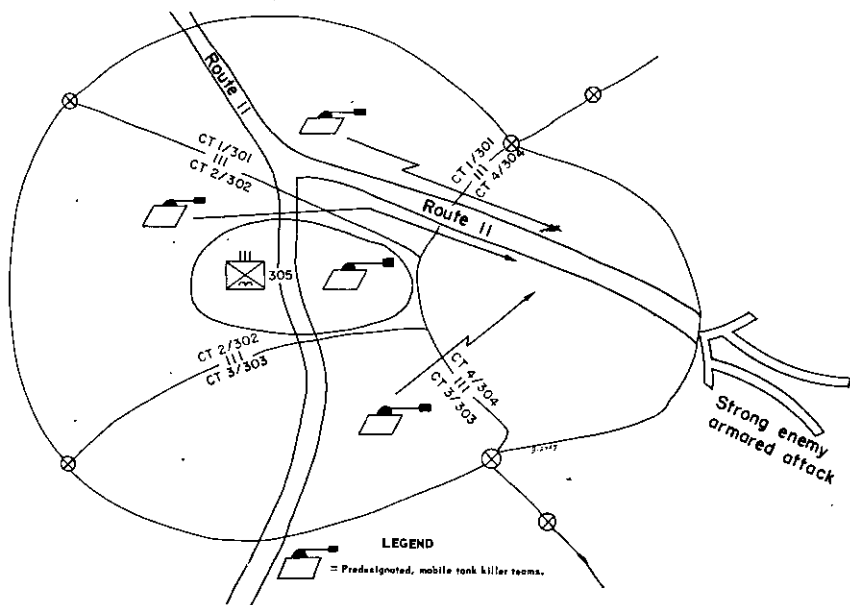 Route 11
CT 1/301
III
CT 2/302
CT 1/301
III
CT 4/304
Route 11
III
305
CT 2/302
III
CT 3/303
CT 4/304
III
CT 3/303
Strong enemy
armared attack
LEGEND
= Predesignated, mobile tank killer teams.